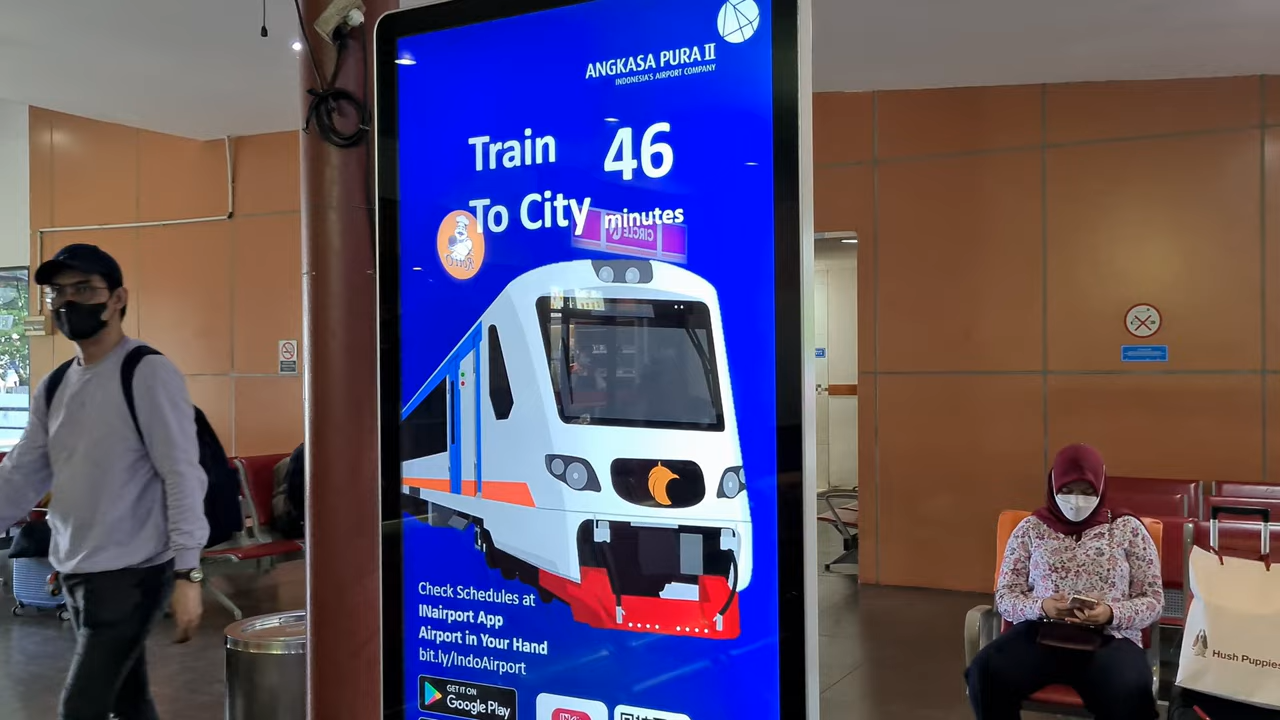 ANGKASA PURA II
INDONESIA'S AIRPORT COMPANY
Train
46
To City
minutes
CIRCLE K
Check Schedules at
INairport App
Airport in Your Hand
bit.ly/IndoAirport
GET IT ON
Google Play
Hush Puppies